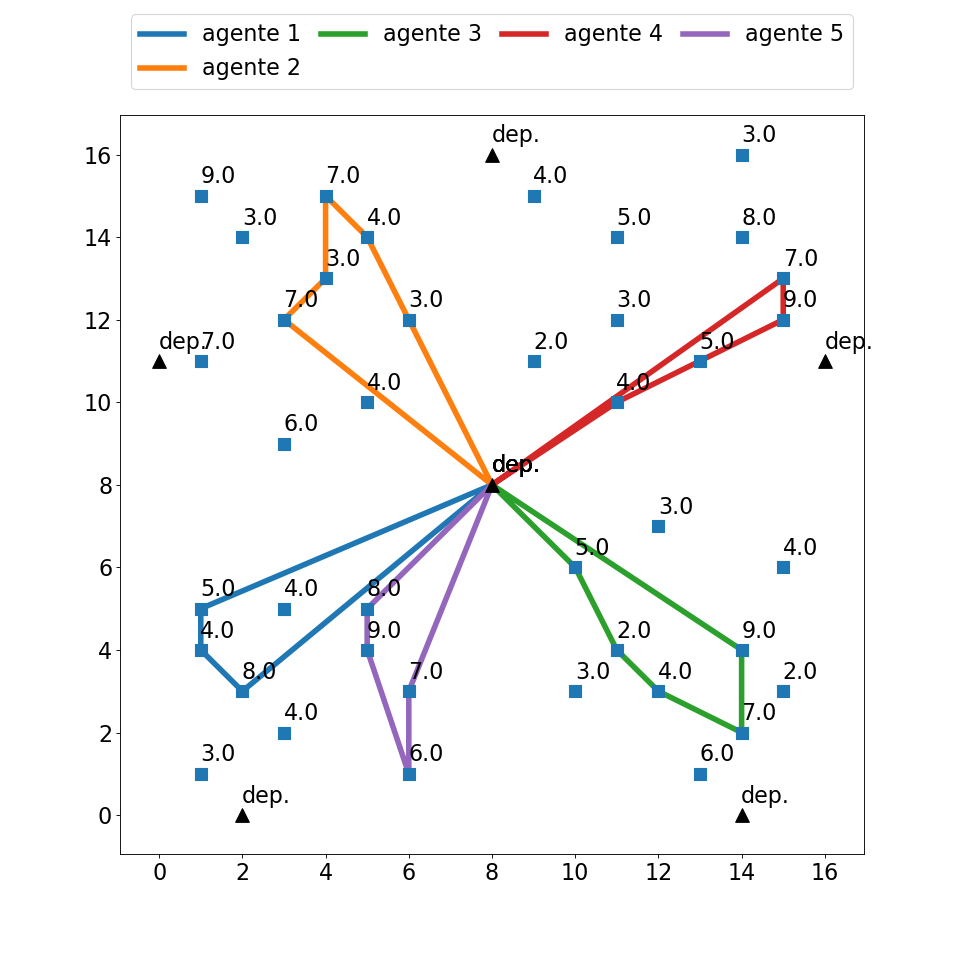 agente 1 agente 3 agente 4 agente 5
agente 2
dep. 3.0
16
9.0 7.0 4.0
3.0 4.0 5.0 8.0
14
3.0 7.0
7.0 3.0 3.0 9.0
12
dep. 7.0 2.0 5.0 dep.
4.0 4.0
10
6.0
dep.
8
3.0
5.0 4.0
6
5.0 4.0 8.0
4.0 9.0 2.0 9.0
4
8.0 7.0 3.0 4.0 2.0
4.0 7.0
2
3.0 6.0 6.0
dep. dep.
0
0 2 4 6 8 10 12 14 16